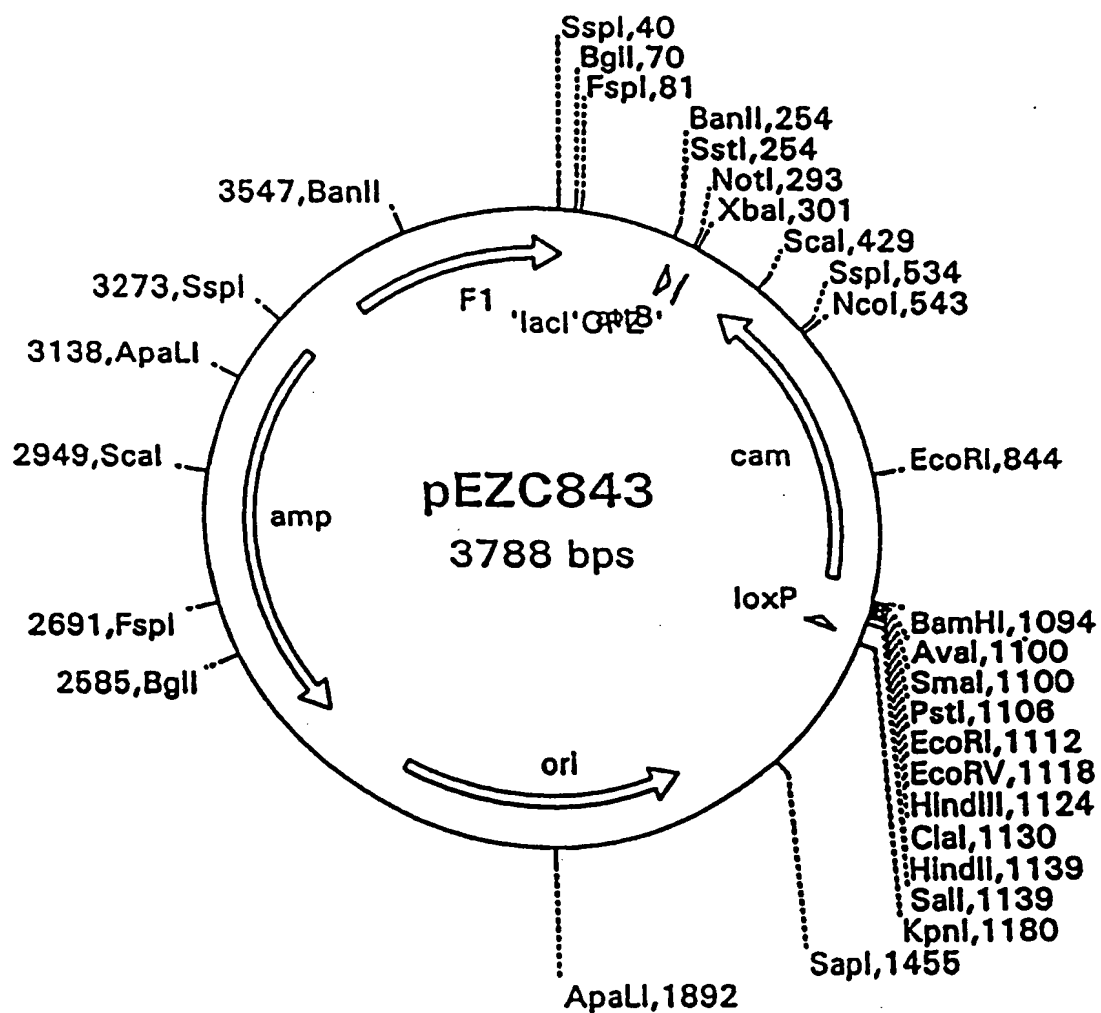 SspI,40
BglI,70
FspI,81
BanII,254
SstI,254
NotI,293
XbaI,301
ScaI,429
SspI,534
NcoI,543
3547,BanII
3273,SspI
3138,ApaLI
2949,ScaI
2691,FspI
2585,BglI
F1
'lacI'
cam
EcoRI,844
amp
pEZC843
3788 bps
loxP
BamHI,1094
AvaI,1100
SmaI,1100
PstI,1106
EcoRI,1112
EcoRV,1118
HindIII,1124
ClaI,1130
HindII,1139
SalI,1139
KpnI,1180
ori
SapI,1455
ApaLI,1892